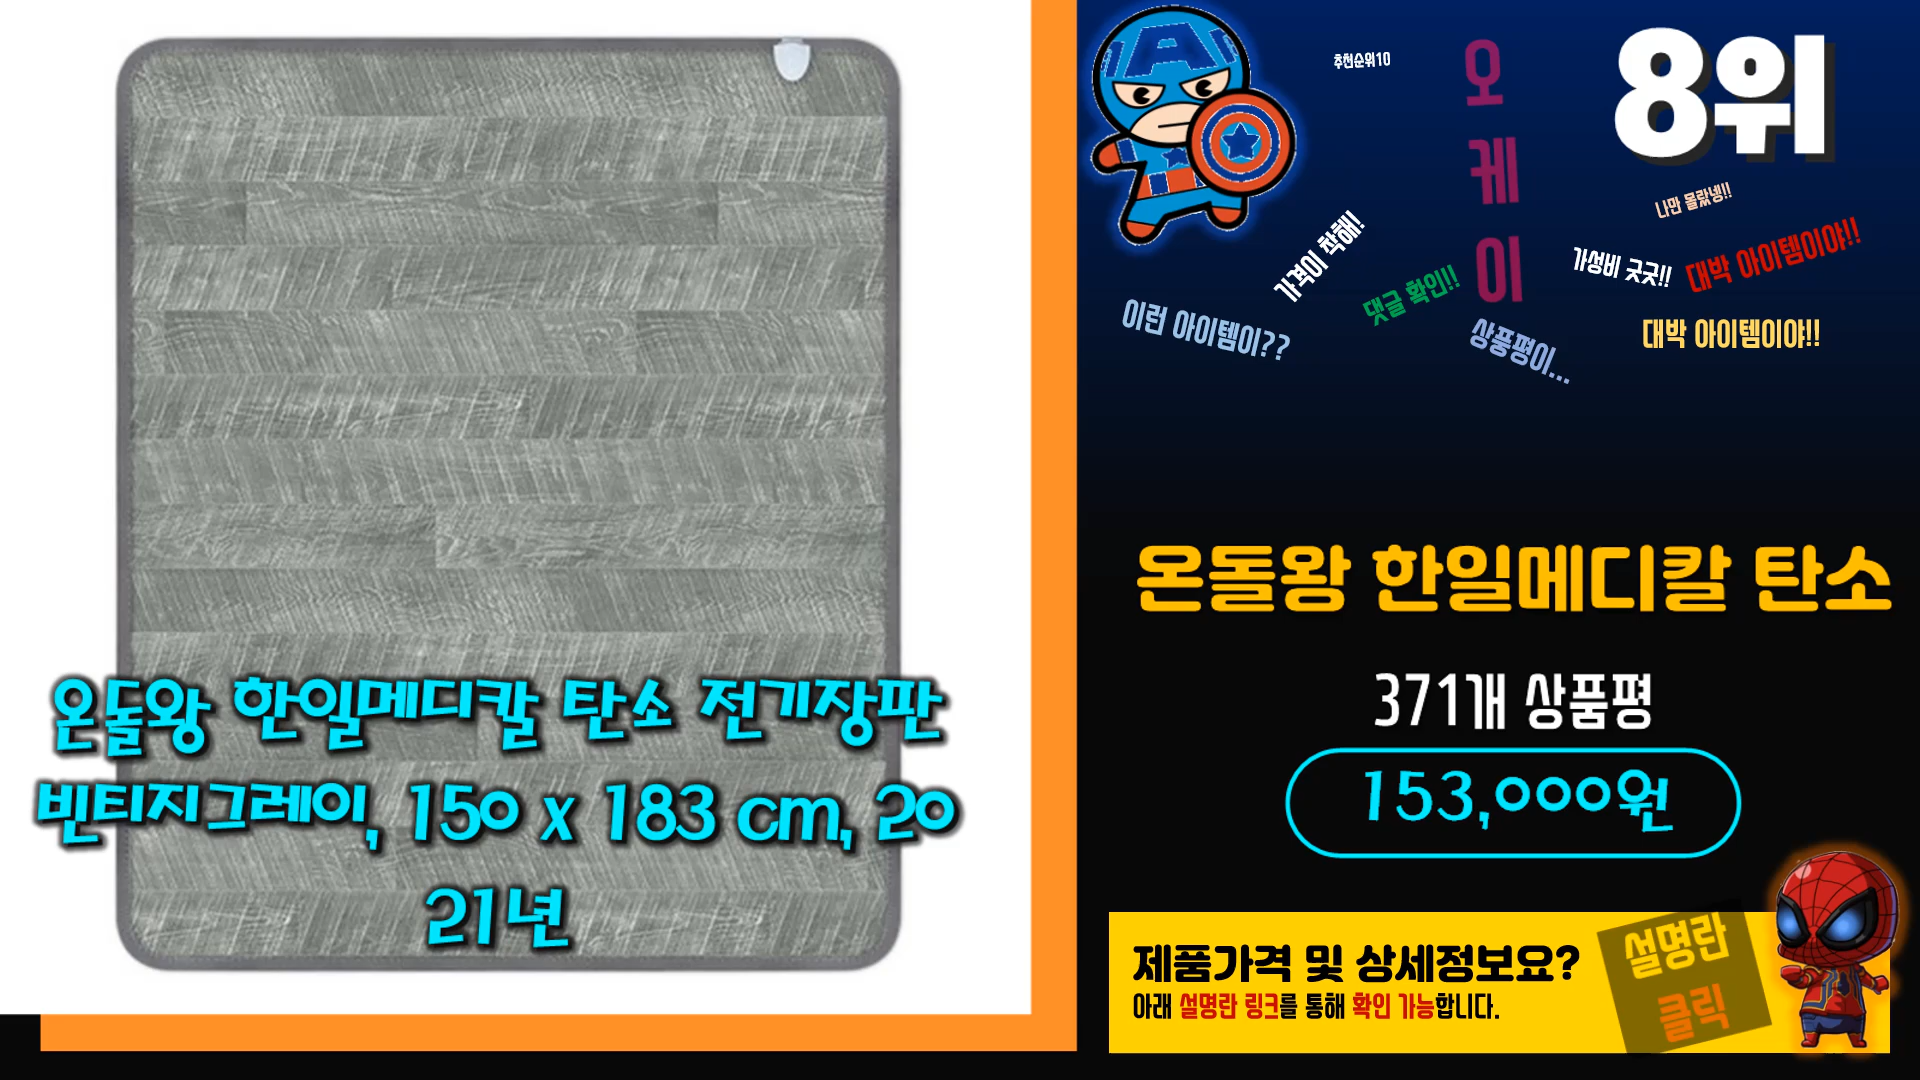 추천순위10
오
케
이
8위
나만 몰랐넹!!
가격이 착해!
댓글 확인!!
가성비 굿굿!!
대박 아이템이야!!
이런 아이템이??
상품평이...
대박 아이템이야!!
온돌왕 한일메디칼 탄소
371개 상품평
153,000원
온돌왕 한일메디칼 탄소 전기장판
빈티지그레이, 150 x 183 cm, 20
21년
제품가격 및 상세정보요?
아래 설명란 링크를 통해 확인 가능합니다.
설명란
클릭